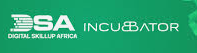 DSA INCUBATOR
DIGITAL SKILLUP AFRICA